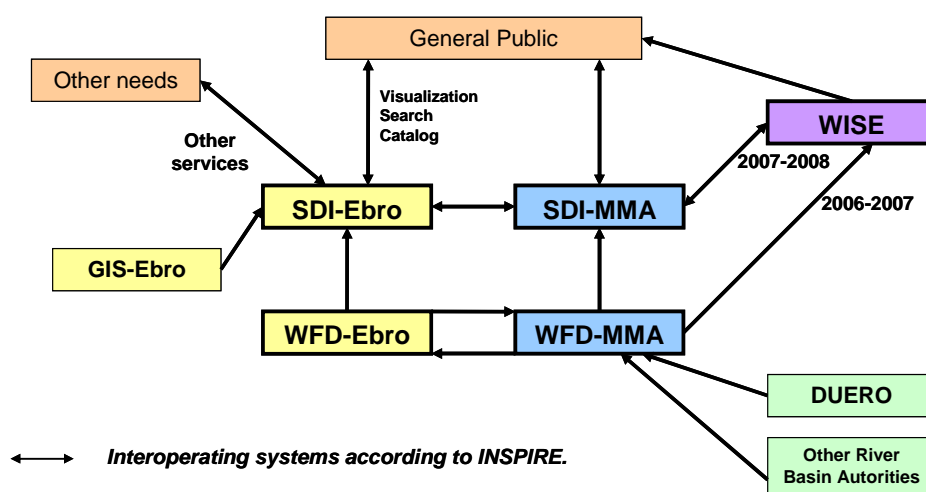 General Public
Other needs
Visualization
Search
Catalog
Other
services
WISE
2007-2008
2006-2007
SDI-Ebro
SDI-MMA
GIS-Ebro
WFD-Ebro
WFD-MMA
DUERO
Other River
Basin Autorities
Interoperating systems according to INSPIRE.